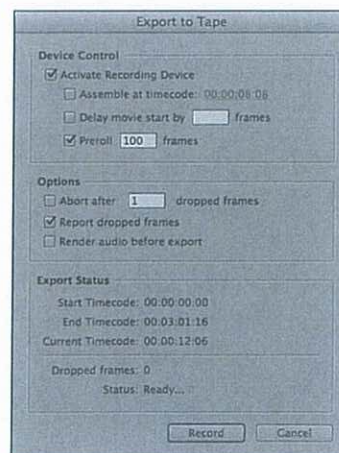 Export to Tape
Device Control
Activate Recording Device
Assemble at timecode: 00:00:06:06
Delay movie start by frames
Preroll 100 frames
Options
Abort after 1 dropped frames
Report dropped frames
Render audio before export
Export Status
Start Timecode: 00:00:00:00
End Timecode: 00:03:01:16
Current Timecode: 00:00:12:06
Dropped frames: 0
Status: Ready...
Record Cancel